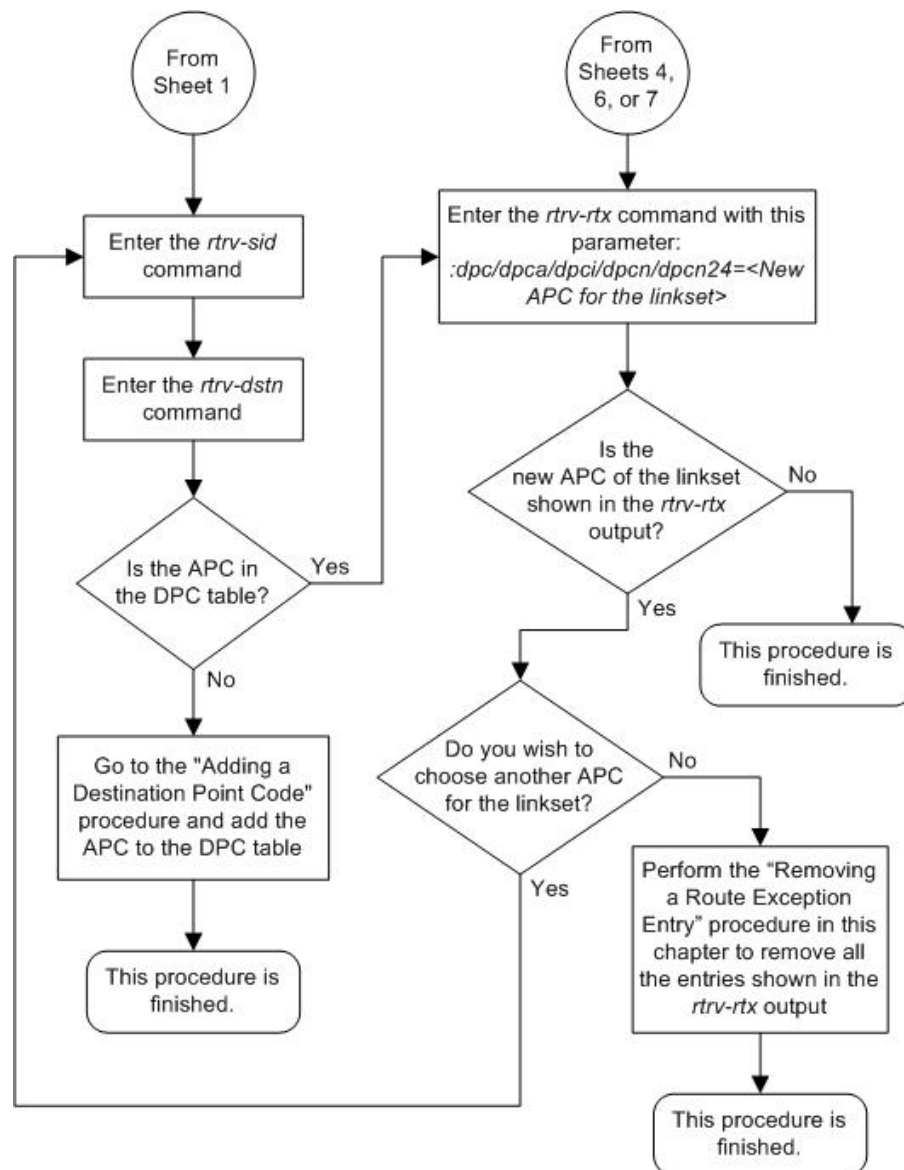 From
Sheet 1
Enter the rtrv-sid
command
Enter the rtrv-dstn
command
Is the APC in
the DPC table?
Yes
No
Go to the "Adding a
Destination Point Code"
procedure and add the
APC to the DPC table
This procedure is
finished.
From
Sheets 4,
6, or 7
Enter the rtrv-rtx command with this
parameter:
:dpc/dpca/dpci/dpcn/dpcn24=<New
APC for the linkset>
Is the
new APC of the linkset
shown in the rtrv-rtx
output?
No
Yes
This procedure is
finished.
Do you wish to
choose another APC
for the linkset?
No
Yes
Perform the “Removing
a Route Exception
Entry” procedure in this
chapter to remove all
the entries shown in the
rtrv-rtx output
This procedure is
finished.